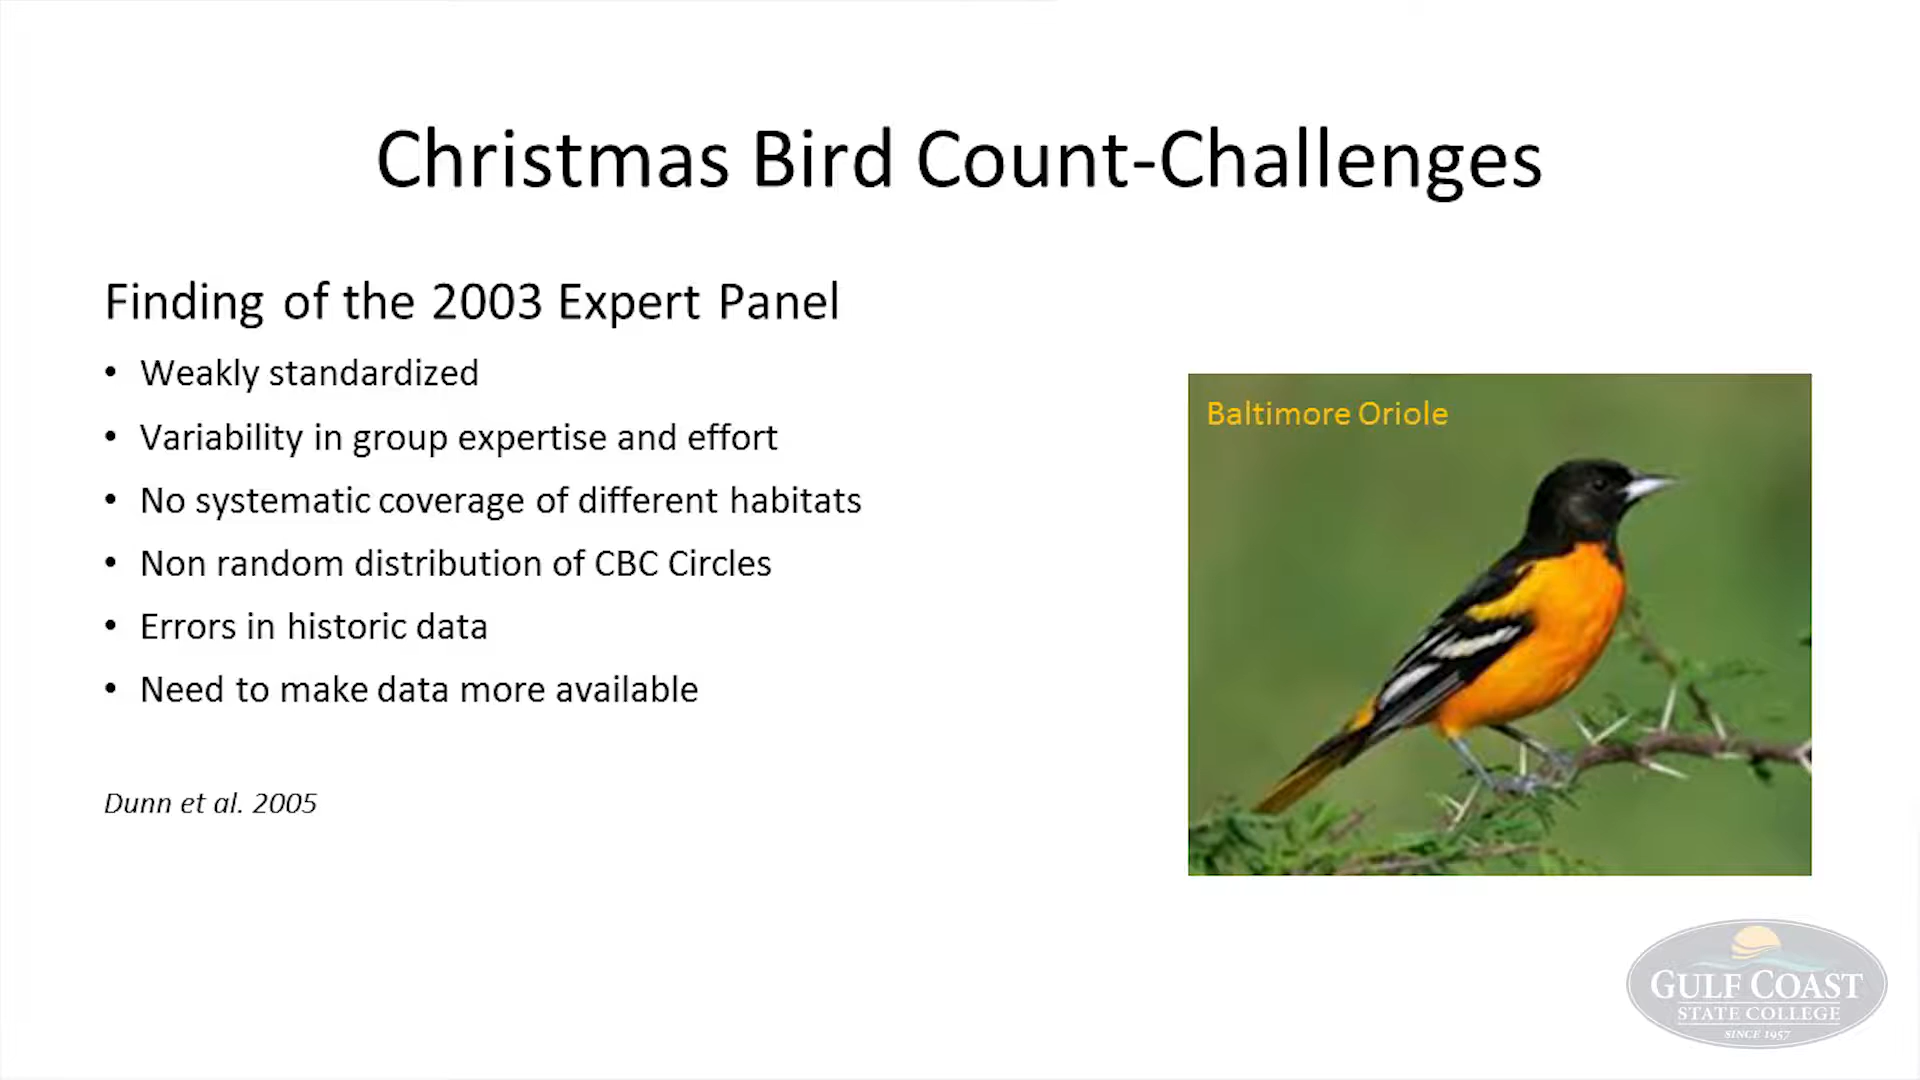 Christmas Bird Count-Challenges
Finding of the 2003 Expert Panel
• Weakly standardized
• Variability in group expertise and effort
• No systematic coverage of different habitats
• Non random distribution of CBC Circles
• Errors in historic data
• Need to make data more available
Dunn et al. 2005
Baltimore Oriole
GULF COAST
STATE COLLEGE
SINCE 1957